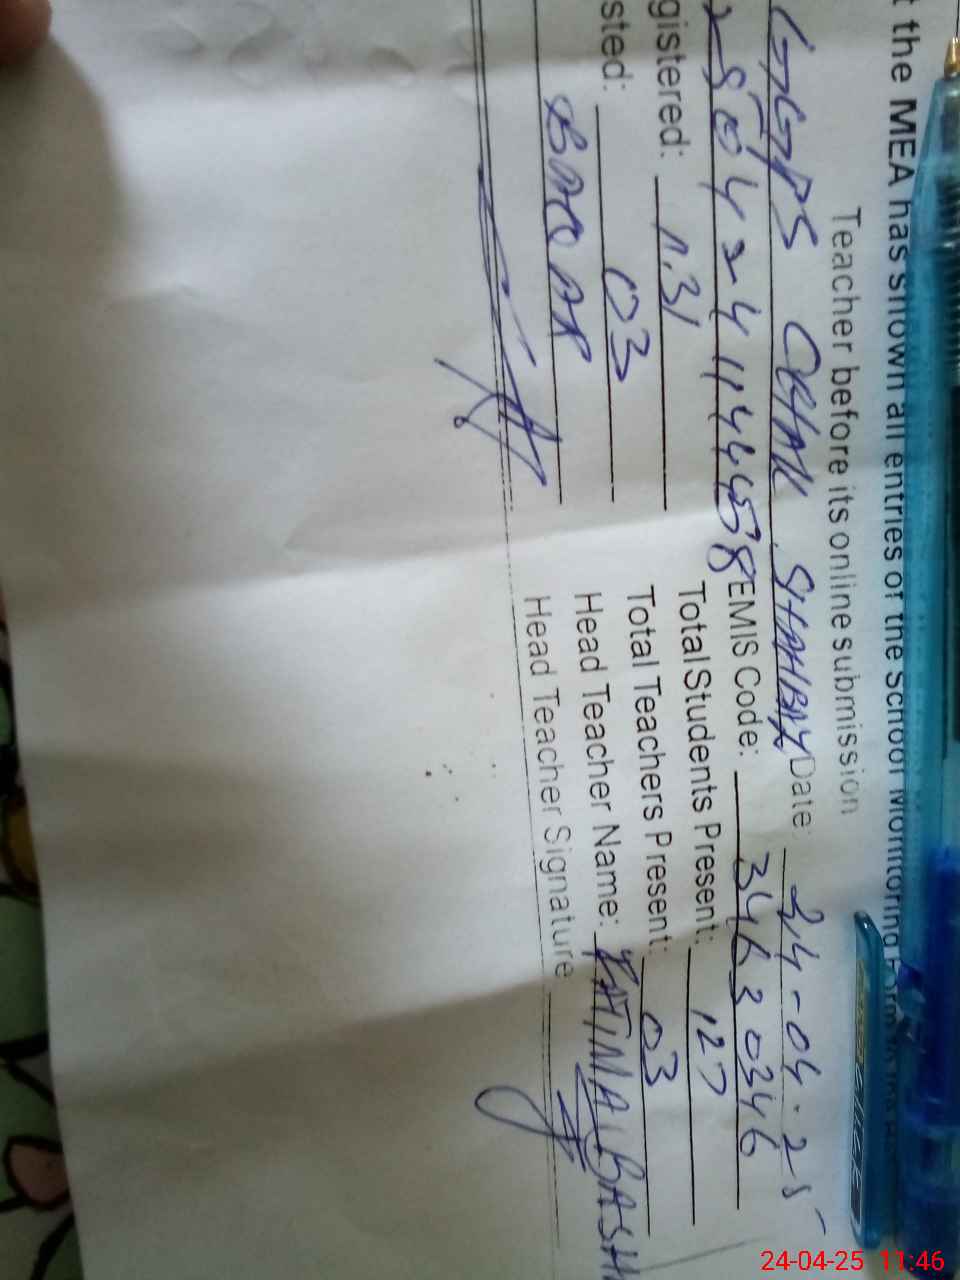 t the MEA has shown all entries of the School Monitoring Form to the
Teacher before its online submission
GGPS CHAK SHAHBAZ Date: 24-04-25
EMIS Code: 34630346
gistered: 131 Total Students Present: 127
sted: 03 Total Teachers Present: 03
Head Teacher Name: FATIMA BASHI
Head Teacher Signature
24-04-25 11:46